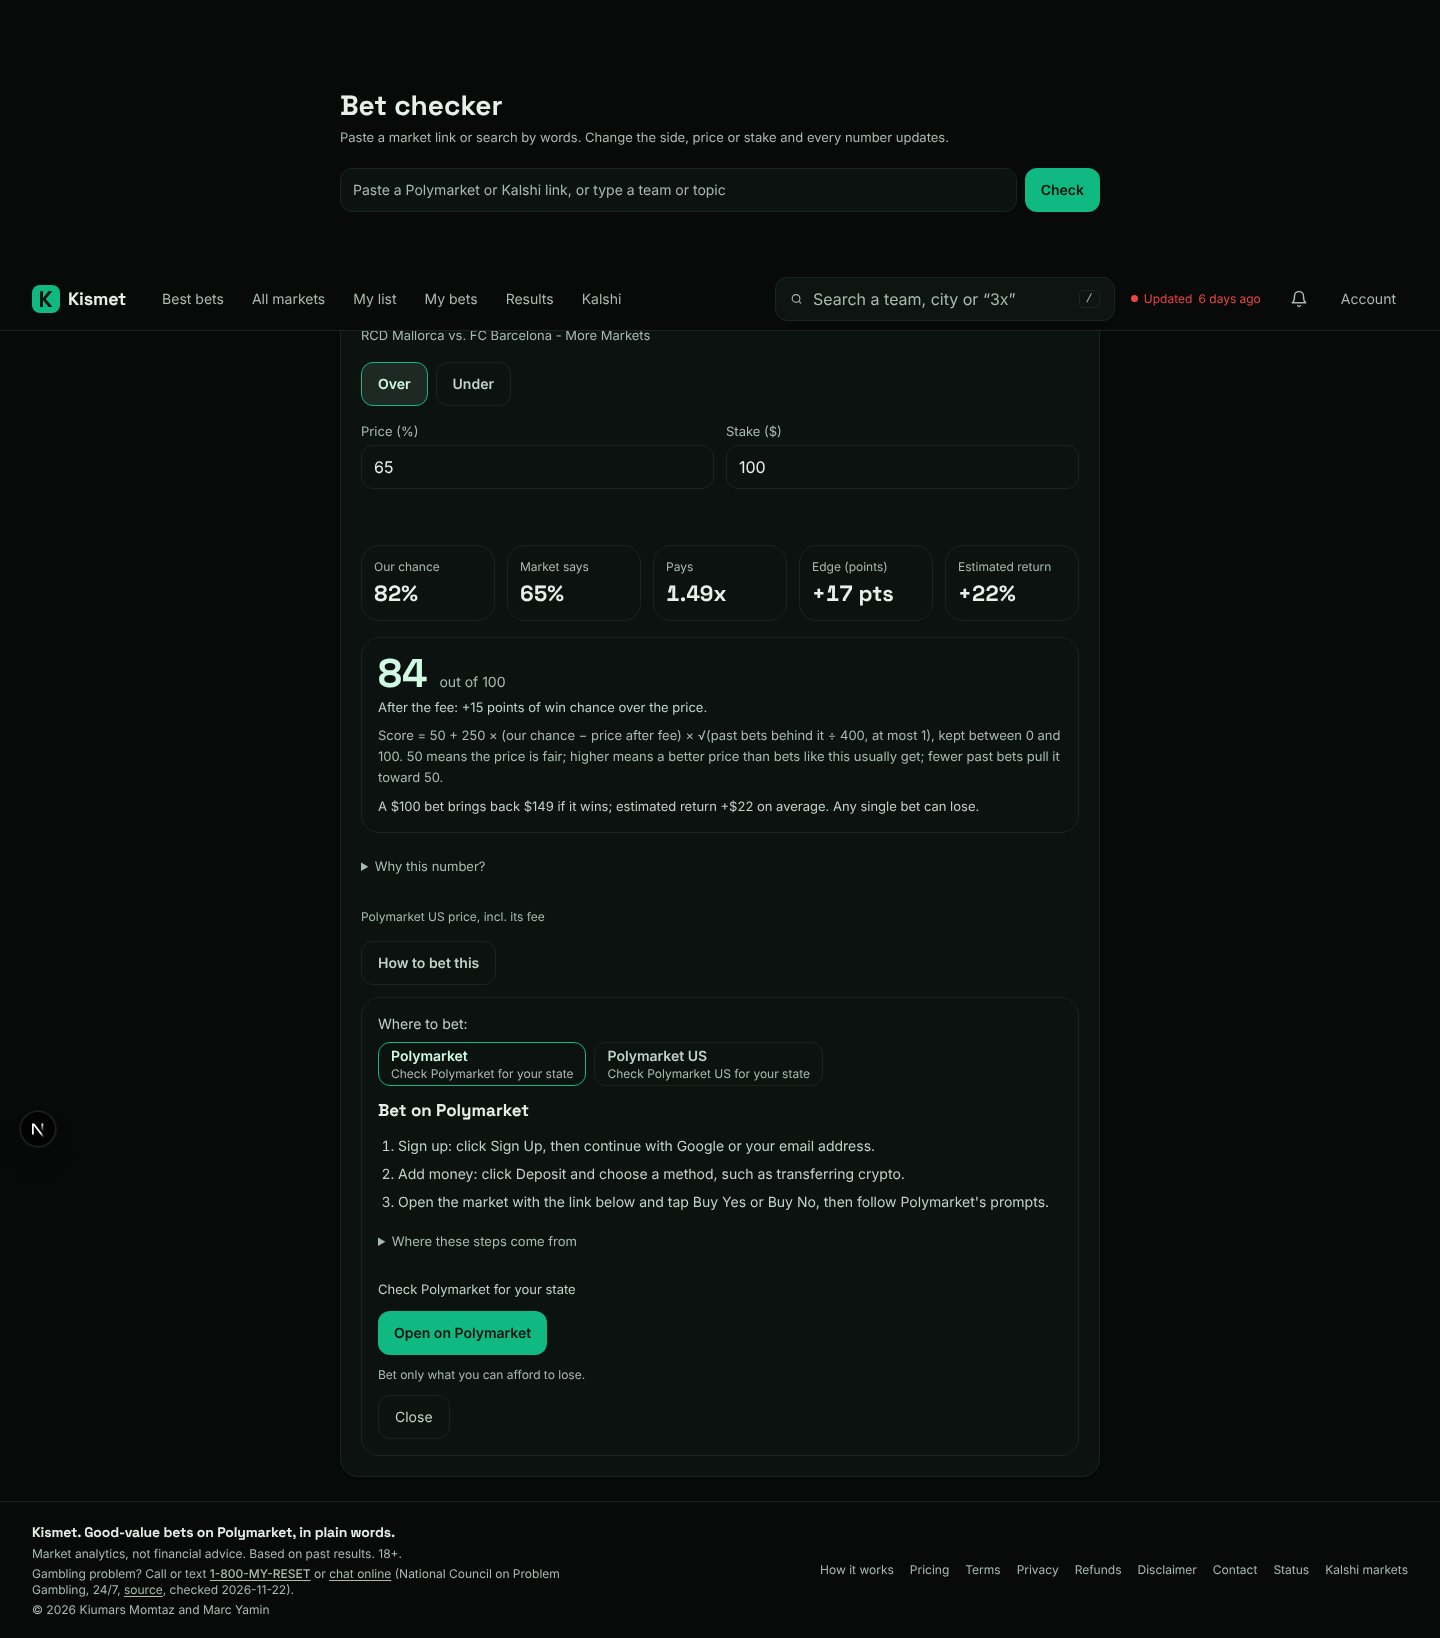 Bet checker
Paste a market link or search by words. Change the side, price or stake and every number updates.
Paste a Polymarket or Kalshi link, or type a team or topic
Check
K Kismet
Best bets
All markets
My list
My bets
Results
Kalshi
Search a team, city or “3x”
/
Updated 6 days ago
Account
RCD Mallorca vs. FC Barcelona - More Markets
Over
Under
Price (%)
Stake ($)
65
100
Our chance
82%
Market says
65%
Pays
1.49x
Edge (points)
+17 pts
Estimated return
+22%
84 out of 100
After the fee: +15 points of win chance over the price.
Score = 50 + 250 × (our chance − price after fee) × √(past bets behind it ÷ 400, at most 1), kept between 0 and
100. 50 means the price is fair; higher means a better price than bets like this usually get; fewer past bets pull it
toward 50.
A $100 bet brings back $149 if it wins; estimated return +$22 on average. Any single bet can lose.
Why this number?
Polymarket US price, incl. its fee
How to bet this
Where to bet:
Polymarket
Check Polymarket for your state
Polymarket US
Check Polymarket US for your state
Bet on Polymarket
1. Sign up: click Sign Up, then continue with Google or your email address.
2. Add money: click Deposit and choose a method, such as transferring crypto.
3. Open the market with the link below and tap Buy Yes or Buy No, then follow Polymarket's prompts.
Where these steps come from
Check Polymarket for your state
Open on Polymarket
Bet only what you can afford to lose.
Close
N
Kismet. Good-value bets on Polymarket, in plain words.
Market analytics, not financial advice. Based on past results. 18+.
Gambling problem? Call or text 1-800-MY-RESET or chat online (National Council on Problem
Gambling, 24/7, source, checked 2026-11-22).
© 2026 Kiumars Momtaz and Marc Yamin
How it works
Pricing
Terms
Privacy
Refunds
Disclaimer
Contact
Status
Kalshi markets